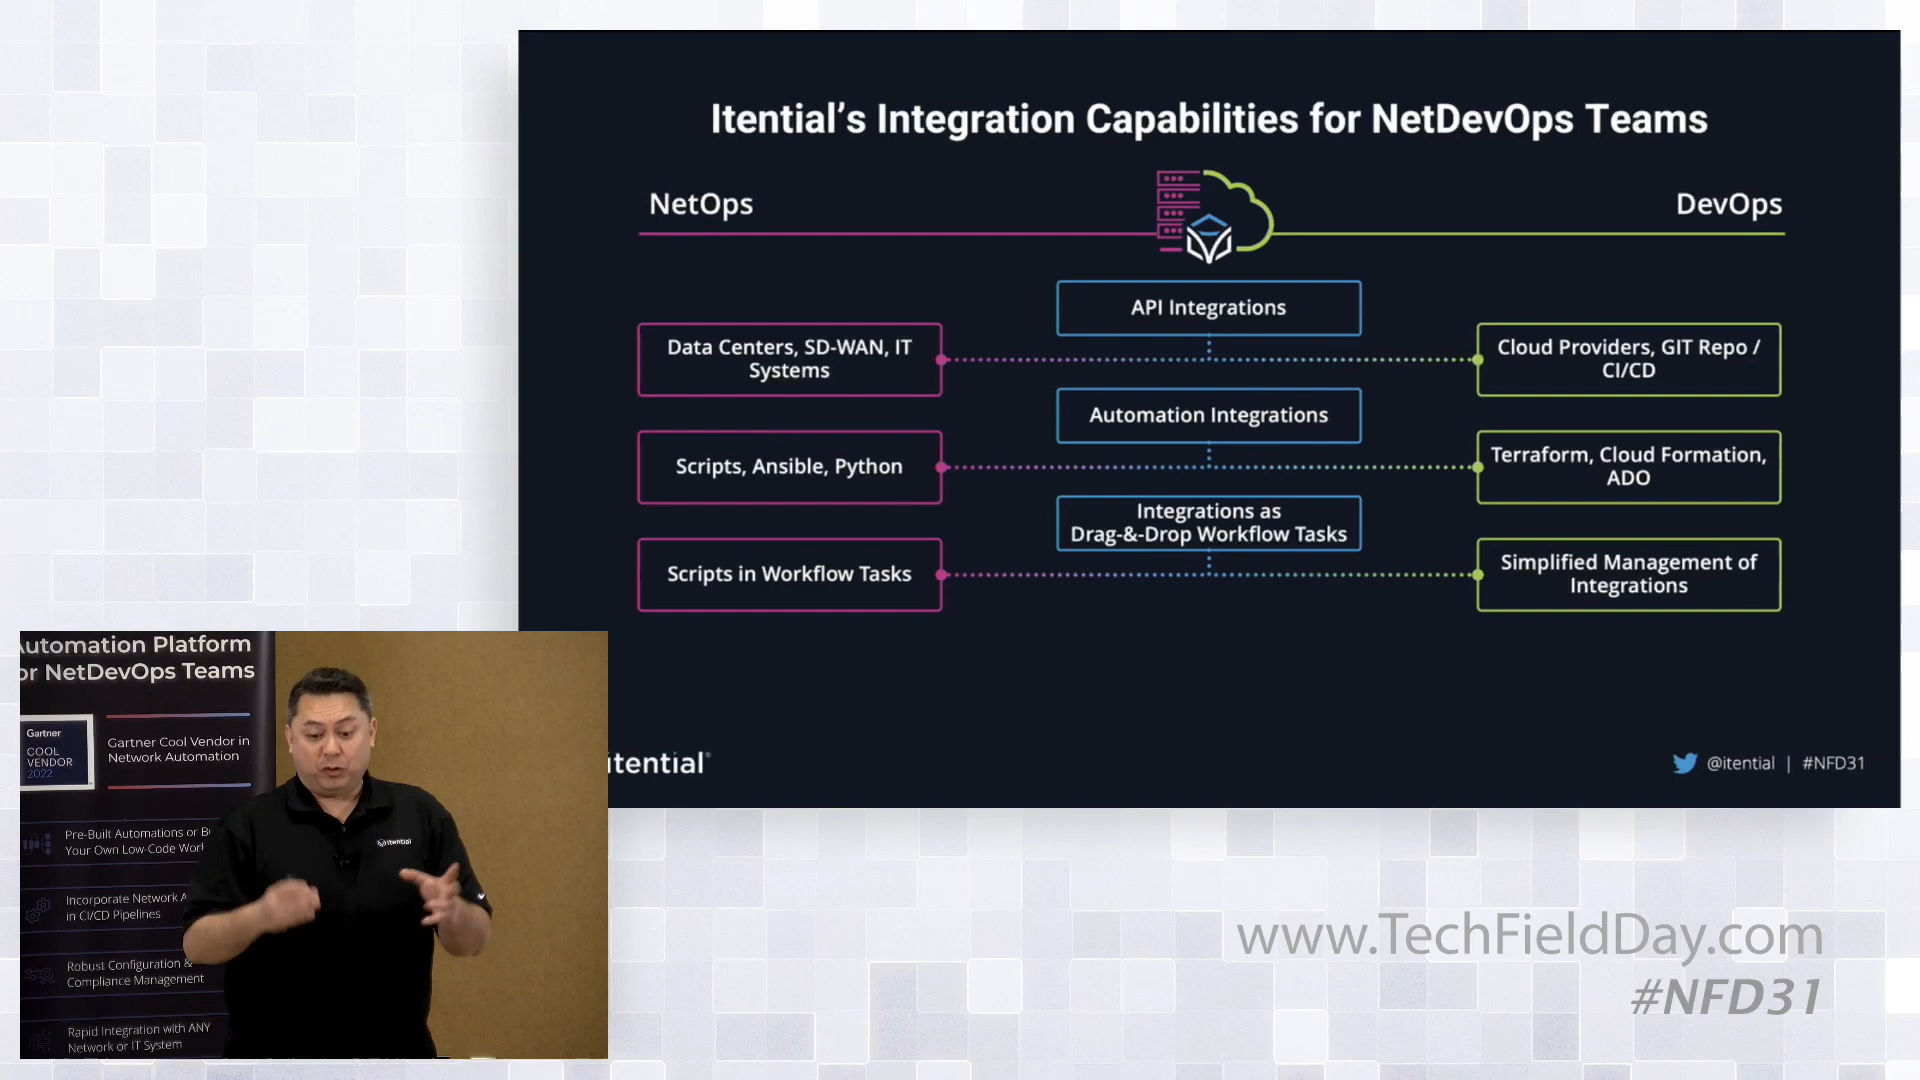 Itential's Integration Capabilities for NetDevOps Teams
NetOps
DevOps
API Integrations
Data Centers, SD-WAN, IT
Systems
Cloud Providers, GIT Repo /
CI/CD
Automation Integrations
Scripts, Ansible, Python
Terraform, Cloud Formation,
ADO
Integrations as
Drag-&-Drop Workflow Tasks
Scripts in Workflow Tasks
Simplified Management of
Integrations
itential
@itential | #NFD31
Automation Platform
or NetDevOps Teams
Gartner
COOL
VENDOR
2022
Gartner Cool Vendor in
Network Automation
Pre-Built Automations or
Your Own Low-Code
Incorporate Network
in CI/CD Pipelines
Robust Configuration &
Compliance Management
Rapid Integration with ANY
Network or IT System
itential
www.TechFieldDay.com
#NFD31